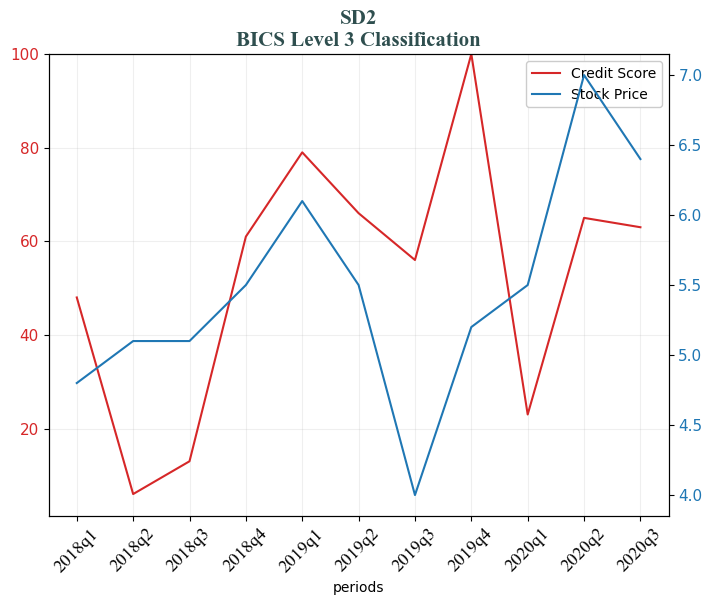 SD2
BICS Level 3 Classification
Credit Score
Stock Price
100
80
60
40
20
7.0
6.5
6.0
5.5
5.0
4.5
4.0
2018q1
2018q2
2018q3
2018q4
2019q1
2019q2
2019q3
2019q4
2020q1
2020q2
2020q3
periods